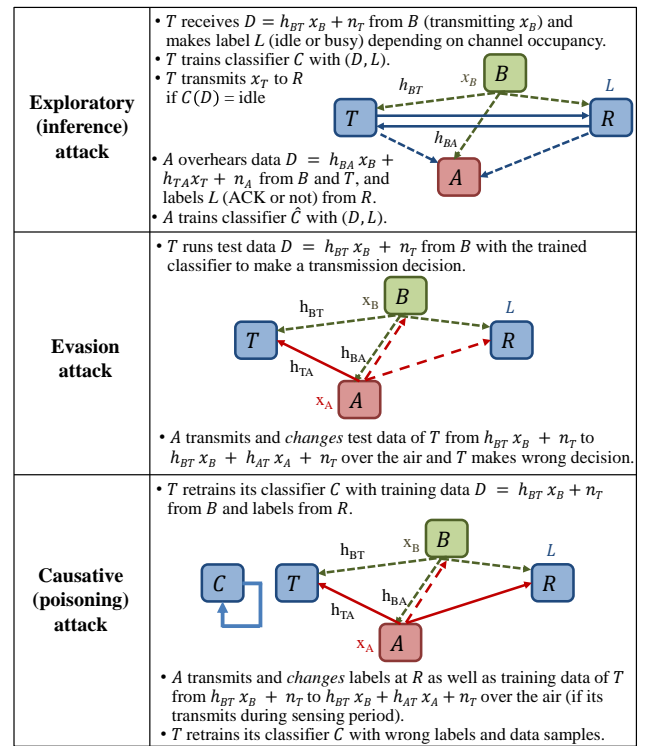 Exploratory
(inference)
attack
• T receives D = h_BT x_B + n_T from B (transmitting x_B) and
makes label L (idle or busy) depending on channel occupancy.
• T trains classifier C with (D, L).
• T transmits x_T to R
if C(D) = idle
h_BT
x_B
B
L
T
R
h_BA
A
• A overhears data D = h_BA x_B +
h_TA x_T + n_A from B and T, and
labels L (ACK or not) from R.
• A trains classifier Ĉ with (D, L).
Evasion
attack
• T runs test data D = h_BT x_B + n_T from B with the trained
classifier to make a transmission decision.
x_B
B
h_BT
L
T
R
h_BA
h_TA
x_A
A
• A transmits and changes test data of T from h_BT x_B + n_T to
h_BT x_B + h_AT x_A + n_T over the air and T makes wrong decision.
Causative
(poisoning)
attack
• T retrains its classifier C with training data D = h_BT x_B + n_T
from B and labels from R.
x_B
B
h_BT
L
C
T
R
h_BA
h_TA
x_A
A
• A transmits and changes labels at R as well as training data of T
from h_BT x_B + n_T to h_BT x_B + h_AT x_A + n_T over the air (if its
transmits during sensing period).
• T retrains its classifier C with wrong labels and data samples.